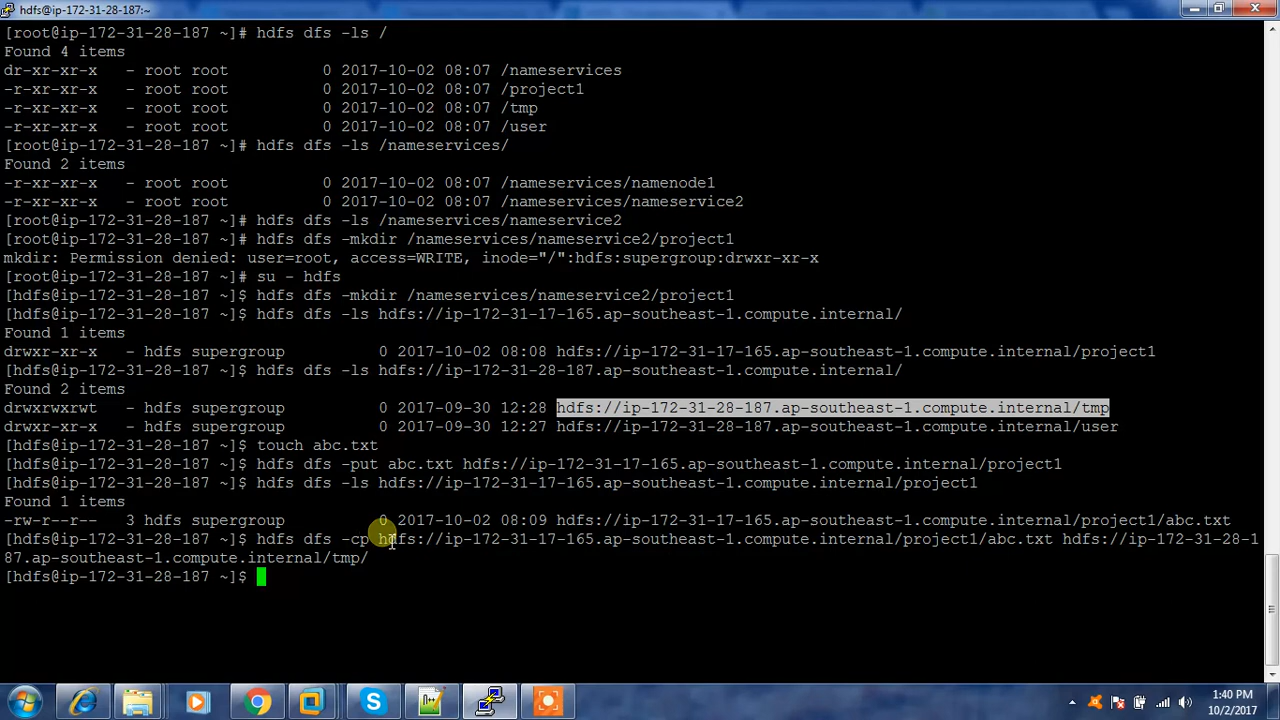 hdfs@ip-172-31-28-187:~
[root@ip-172-31-28-187 ~]# hdfs dfs -ls /
Found 4 items
dr-xr-xr-x   - root root          0 2017-10-02 08:07 /nameservices
-r-xr-xr-x   - root root          0 2017-10-02 08:07 /project1
-r-xr-xr-x   - root root          0 2017-10-02 08:07 /tmp
-r-xr-xr-x   - root root          0 2017-10-02 08:07 /user
[root@ip-172-31-28-187 ~]# hdfs dfs -ls /nameservices/
Found 2 items
-r-xr-xr-x   - root root          0 2017-10-02 08:07 /nameservices/namenode1
-r-xr-xr-x   - root root          0 2017-10-02 08:07 /nameservices/nameservice2
[root@ip-172-31-28-187 ~]# hdfs dfs -ls /nameservices/nameservice2
[root@ip-172-31-28-187 ~]# hdfs dfs -mkdir /nameservices/nameservice2/project1
mkdir: Permission denied: user=root, access=WRITE, inode="/":hdfs:supergroup:drwxr-xr-x
[root@ip-172-31-28-187 ~]# su - hdfs
[hdfs@ip-172-31-28-187 ~]$ hdfs dfs -mkdir /nameservices/nameservice2/project1
[hdfs@ip-172-31-28-187 ~]$ hdfs dfs -ls hdfs://ip-172-31-17-165.ap-southeast-1.compute.internal/
Found 1 items
drwxr-xr-x   - hdfs supergroup          0 2017-10-02 08:08 hdfs://ip-172-31-17-165.ap-southeast-1.compute.internal/project1
[hdfs@ip-172-31-28-187 ~]$ hdfs dfs -ls hdfs://ip-172-31-28-187.ap-southeast-1.compute.internal/
Found 2 items
drwxrwxrwt   - hdfs supergroup          0 2017-09-30 12:28 hdfs://ip-172-31-28-187.ap-southeast-1.compute.internal/tmp
drwxr-xr-x   - hdfs supergroup          0 2017-09-30 12:27 hdfs://ip-172-31-28-187.ap-southeast-1.compute.internal/user
[hdfs@ip-172-31-28-187 ~]$ touch abc.txt
[hdfs@ip-172-31-28-187 ~]$ hdfs dfs -put abc.txt hdfs://ip-172-31-17-165.ap-southeast-1.compute.internal/project1
[hdfs@ip-172-31-28-187 ~]$ hdfs dfs -ls hdfs://ip-172-31-17-165.ap-southeast-1.compute.internal/project1
Found 1 items
-rw-r--r--   3 hdfs supergroup          0 2017-10-02 08:09 hdfs://ip-172-31-17-165.ap-southeast-1.compute.internal/project1/abc.txt
[hdfs@ip-172-31-28-187 ~]$ hdfs dfs -cp hdfs://ip-172-31-17-165.ap-southeast-1.compute.internal/project1/abc.txt hdfs://ip-172-31-28-1
87.ap-southeast-1.compute.internal/tmp/
[hdfs@ip-172-31-28-187 ~]$
1:40 PM
10/2/2017